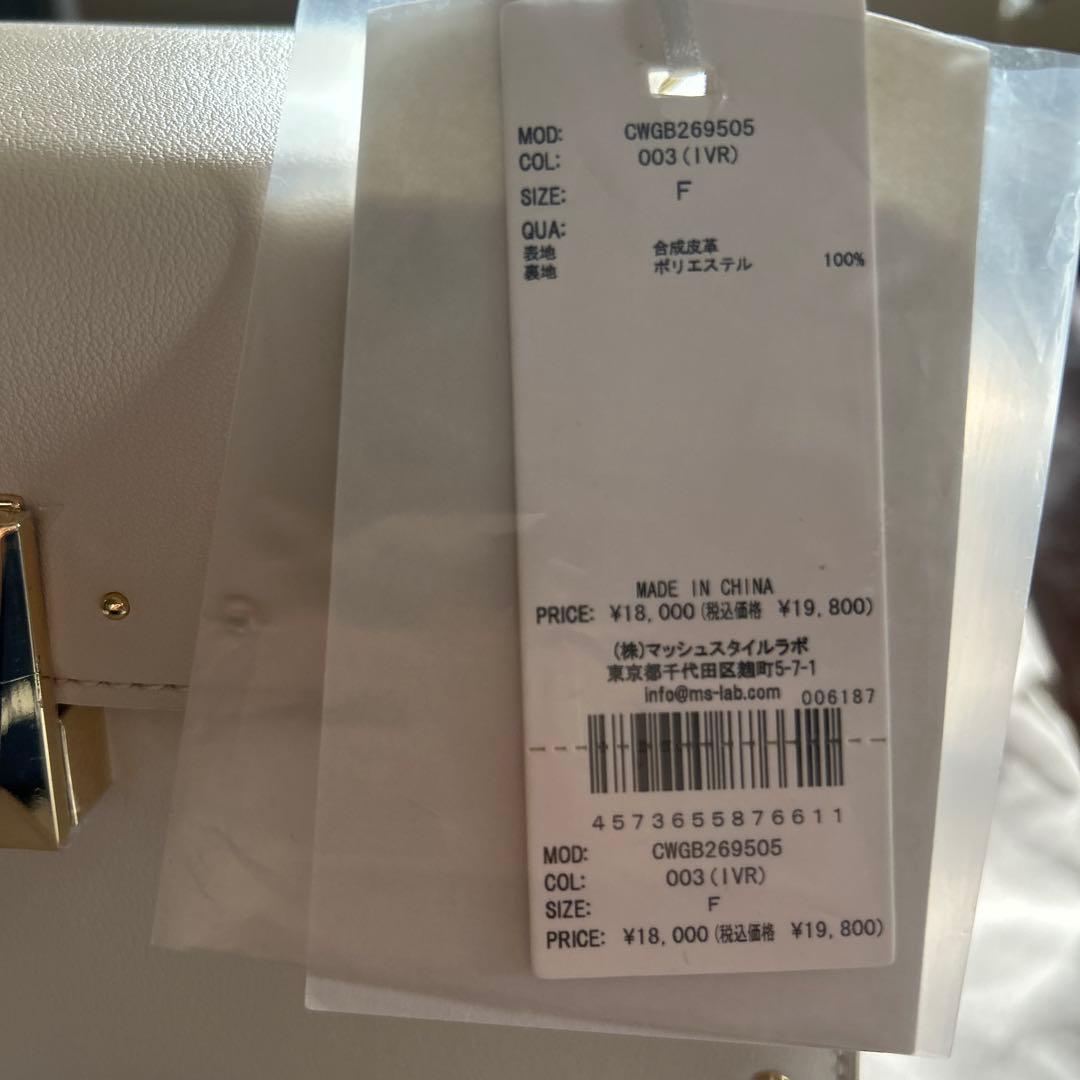 MOD: CWGB269505
COL: 003(IVR)
SIZE: F
QUA:
表地 合成皮革
裏地 ポリエステル 100%
MADE IN CHINA
PRICE: ¥18,000(税込価格 ¥19,800)
(株)マッシュスタイルラボ
東京都千代田区麹町5-7-1
info@ms-lab.com 006187
4573655876611
MOD: CWGB269505
COL: 003(IVR)
SIZE: F
PRICE: ¥18,000(税込価格 ¥19,800)